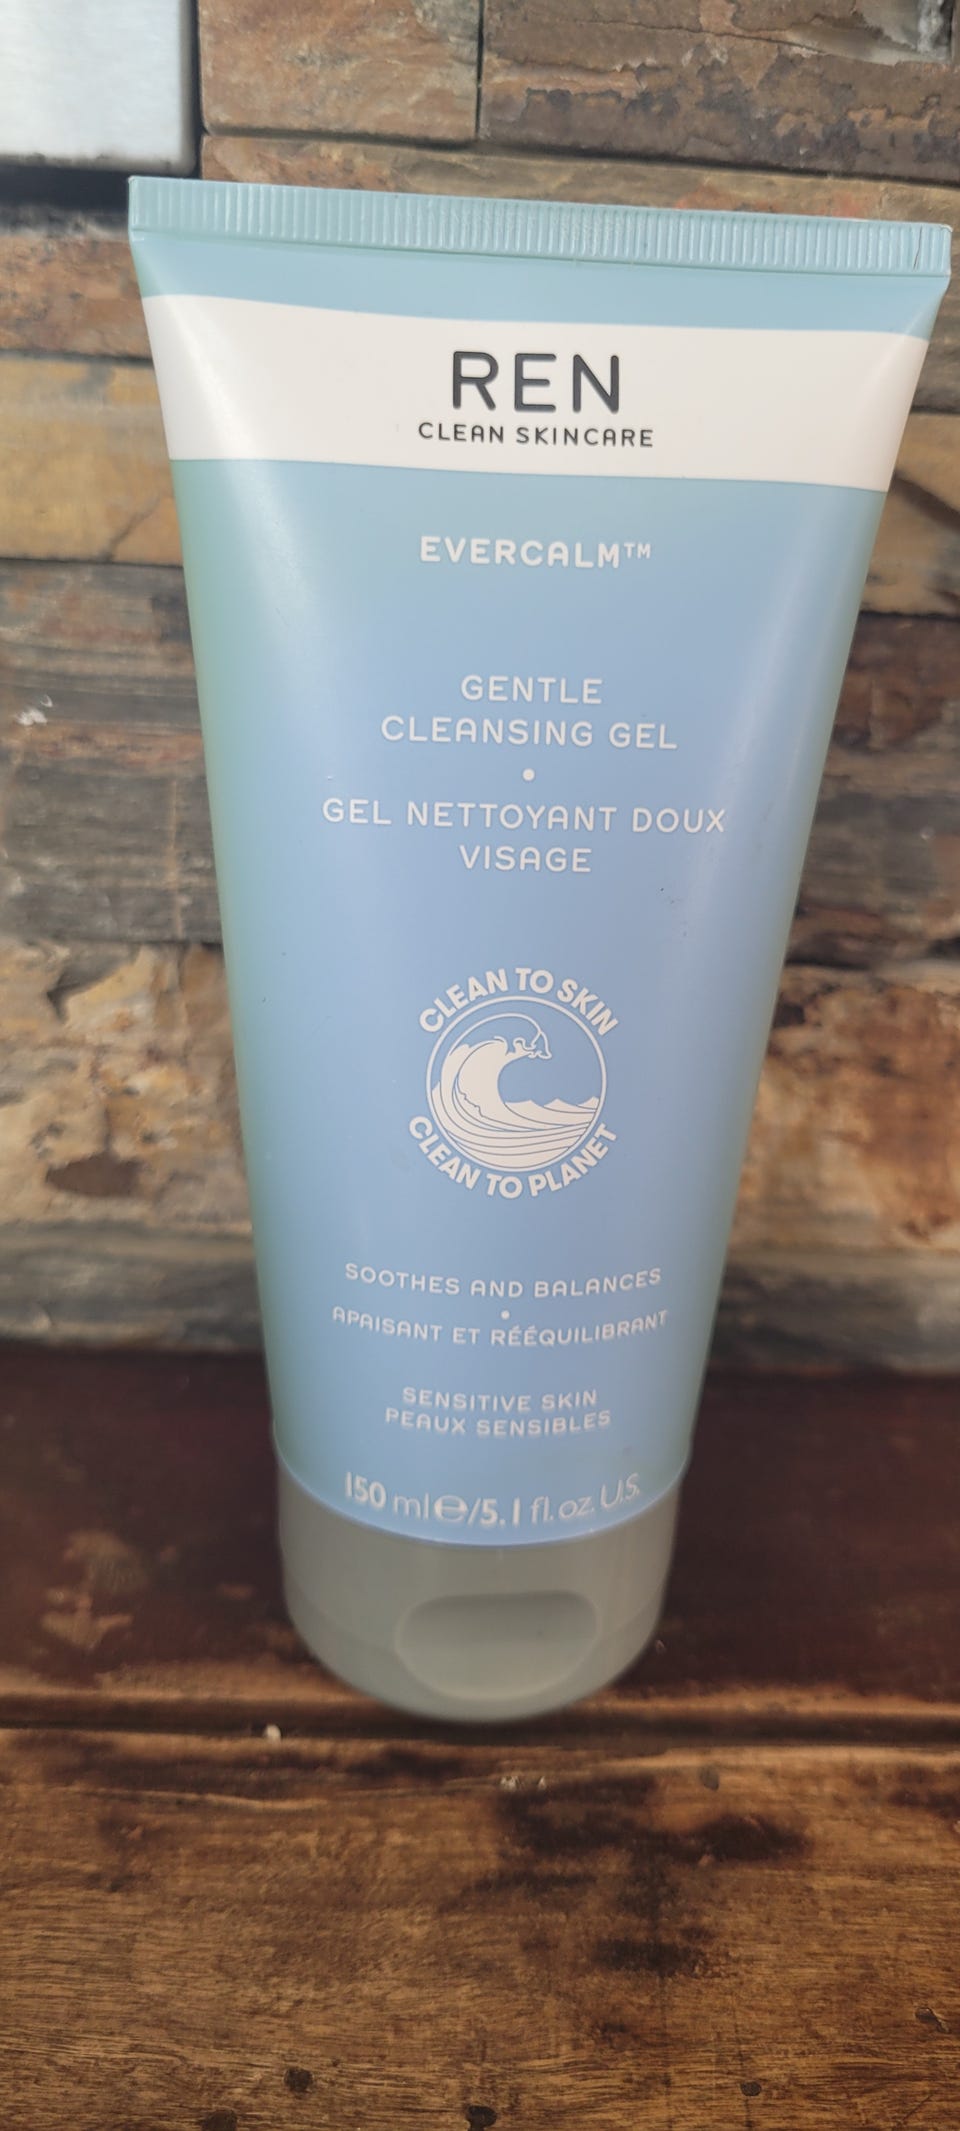 REN
CLEAN SKINCARE
EVERCALM™
GENTLE
CLEANSING GEL
•
GEL NETTOYANT DOUX
VISAGE
CLEAN TO SKIN
CLEAN TO PLANET
SOOTHES AND BALANCES
•
APAISANT ET RÉÉQUILIBRANT
SENSITIVE SKIN
PEAUX SENSIBLES
150 ml℮/5.1 fl. oz. U.S.